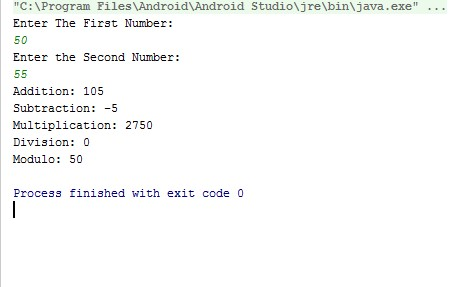 "C:\Program Files\Android\Android Studio\jre\bin\java.exe" ...
Enter The First Number:
50
Enter the Second Number:
55
Addition: 105
Subtraction: -5
Multiplication: 2750
Division: 0
Modulo: 50
Process finished with exit code 0